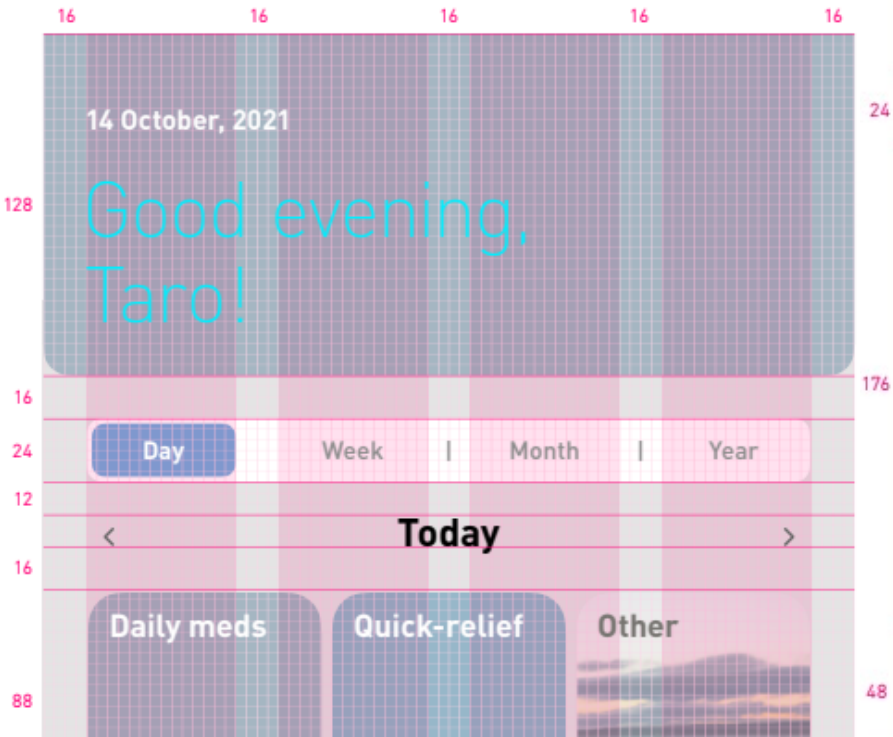 16 16 16 16 16
24
14 October, 2021
128
Good evening,
Taro!
176
16
24
Day Week | Month | Year
12
< Today >
16
Daily meds Quick-relief Other
88
48